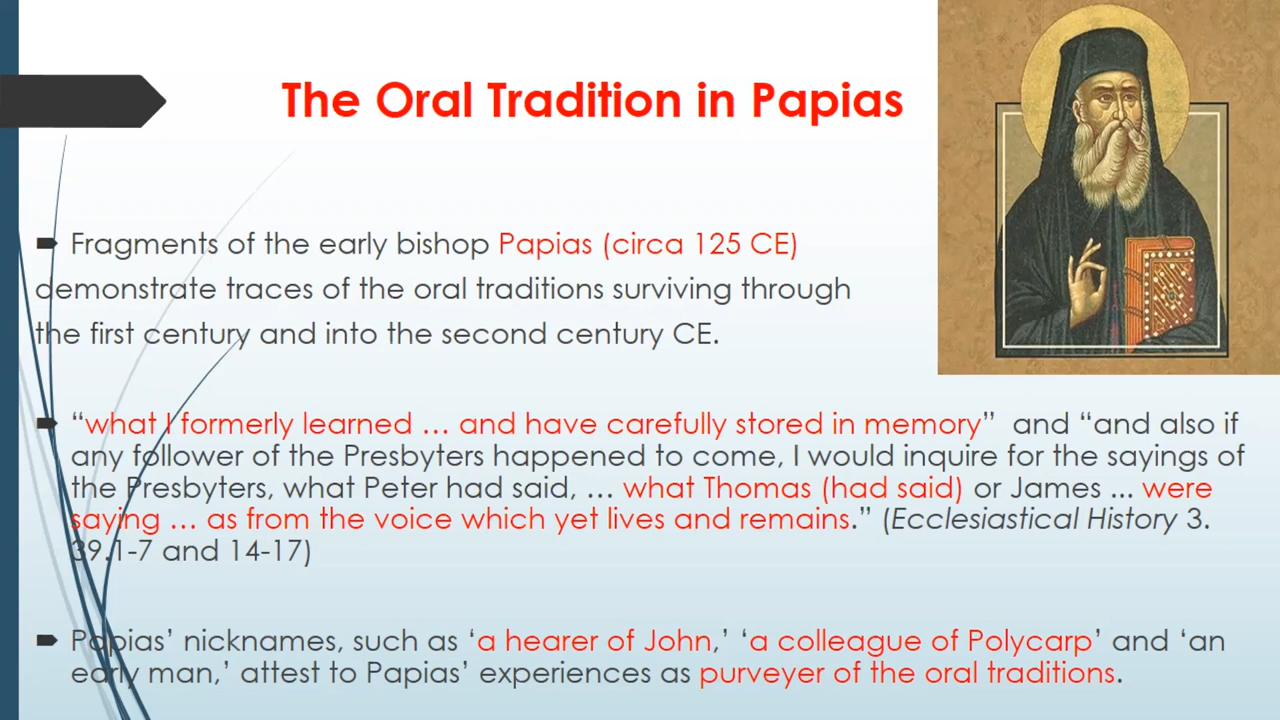 The Oral Tradition in Papias
Fragments of the early bishop Papias (circa 125 CE)
demonstrate traces of the oral traditions surviving through
the first century and into the second century CE.
“what I formerly learned … and have carefully stored in memory” and “and also if
any follower of the Presbyters happened to come, I would inquire for the sayings of
the Presbyters, what Peter had said, … what Thomas (had said) or James ... were
saying … as from the voice which yet lives and remains.” (Ecclesiastical History 3.
39.1-7 and 14-17)
Papias’ nicknames, such as ‘a hearer of John,’ ‘a colleague of Polycarp’ and ‘an
early man,’ attest to Papias’ experiences as purveyer of the oral traditions.